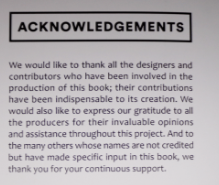 ACKNOWLEDGEMENTS
We would like to thank all the designers and
contributors who have been involved in the
production of this book; their contributions
have been indispensable to its creation. We
would also like to express our gratitude to all
the producers for their invaluable opinions
and assistance throughout this project. And to
the many others whose names are not credited
but have made specific input in this book, we
thank you for your continuous support.